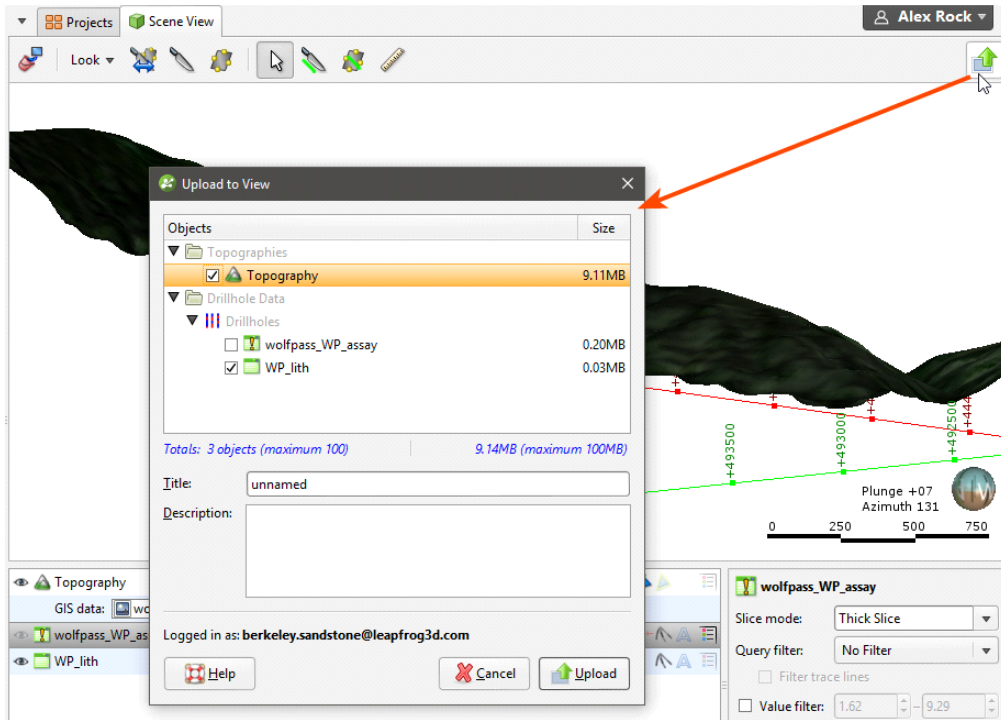 Projects
Scene View
Alex Rock
Look
Upload to View
Objects Size
Topographies
Topography 9.11MB
Drillhole Data
Drillholes
wolfpass_WP_assay 0.20MB
WP_lith 0.03MB
Totals: 3 objects (maximum 100) 9.14MB (maximum 100MB)
Title: unnamed
Description:
Logged in as: berkeley.sandstone@leapfrog3d.com
Help Cancel Upload
+493500
+493000
+492500
Plunge +07
Azimuth 131
0 250 500 750
Topography
GIS data:
wolfpass_WP_as
WP_lith
wolfpass_WP_assay
Slice mode: Thick Slice
Query filter: No Filter
Filter trace lines
Value filter: 1.62 – 9.29